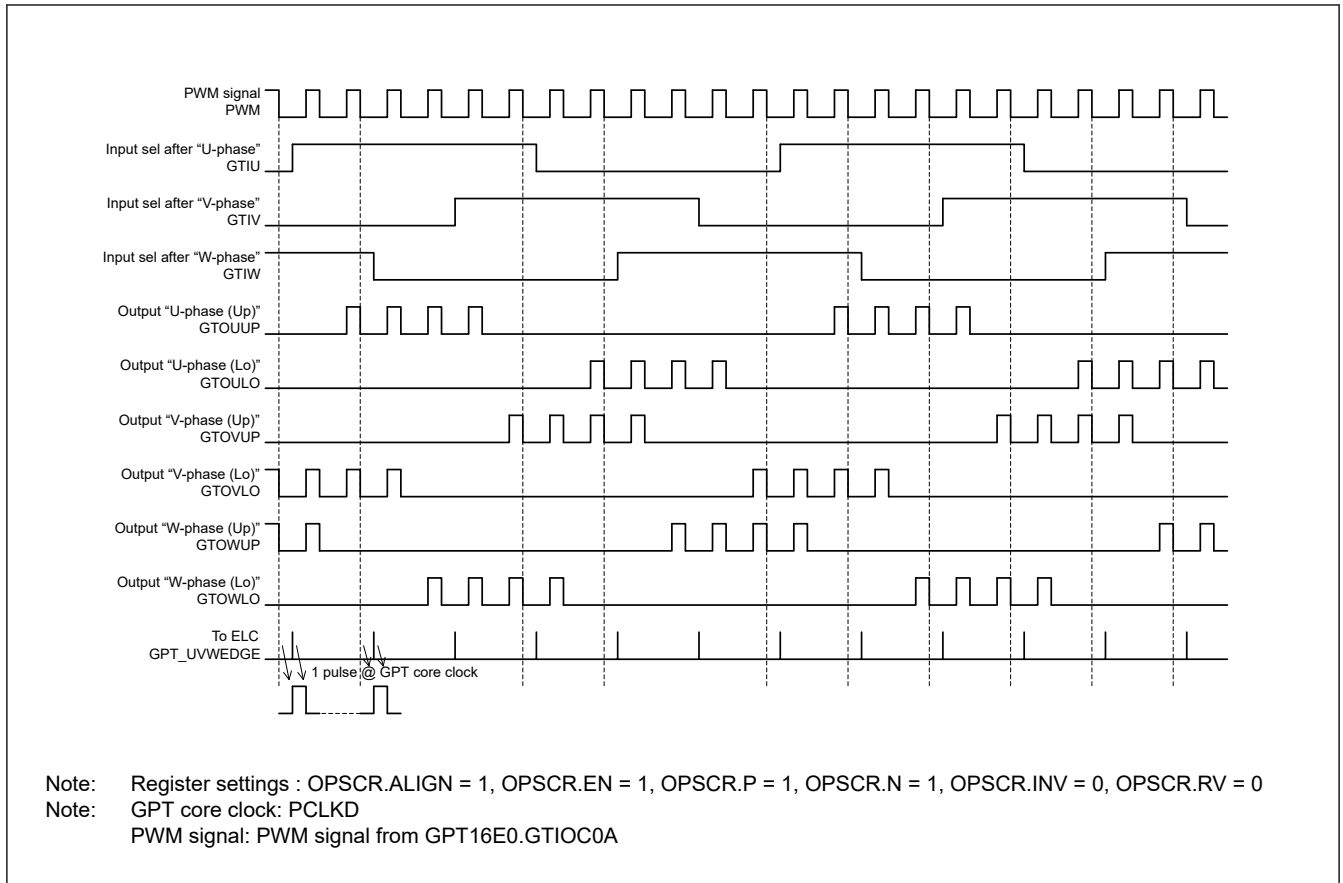 PWM signal
PWM
Input sel after “U-phase”
GTIU
Input sel after “V-phase”
GTIV
Input sel after “W-phase”
GTIW
Output “U-phase (Up)”
GTOUUP
Output “U-phase (Lo)”
GTOULO
Output “V-phase (Up)”
GTOVUP
Output “V-phase (Lo)”
GTOVLO
Output “W-phase (Up)”
GTOWUP
Output “W-phase (Lo)”
GTOWLO
To ELC
GPT_UVWEDGE
1 pulse @ GPT core clock
Note: Register settings : OPSCR.ALIGN = 1, OPSCR.EN = 1, OPSCR.P = 1, OPSCR.N = 1, OPSCR.INV = 0, OPSCR.RV = 0
Note: GPT core clock: PCLKD
PWM signal: PWM signal from GPT16E0.GTIOC0A